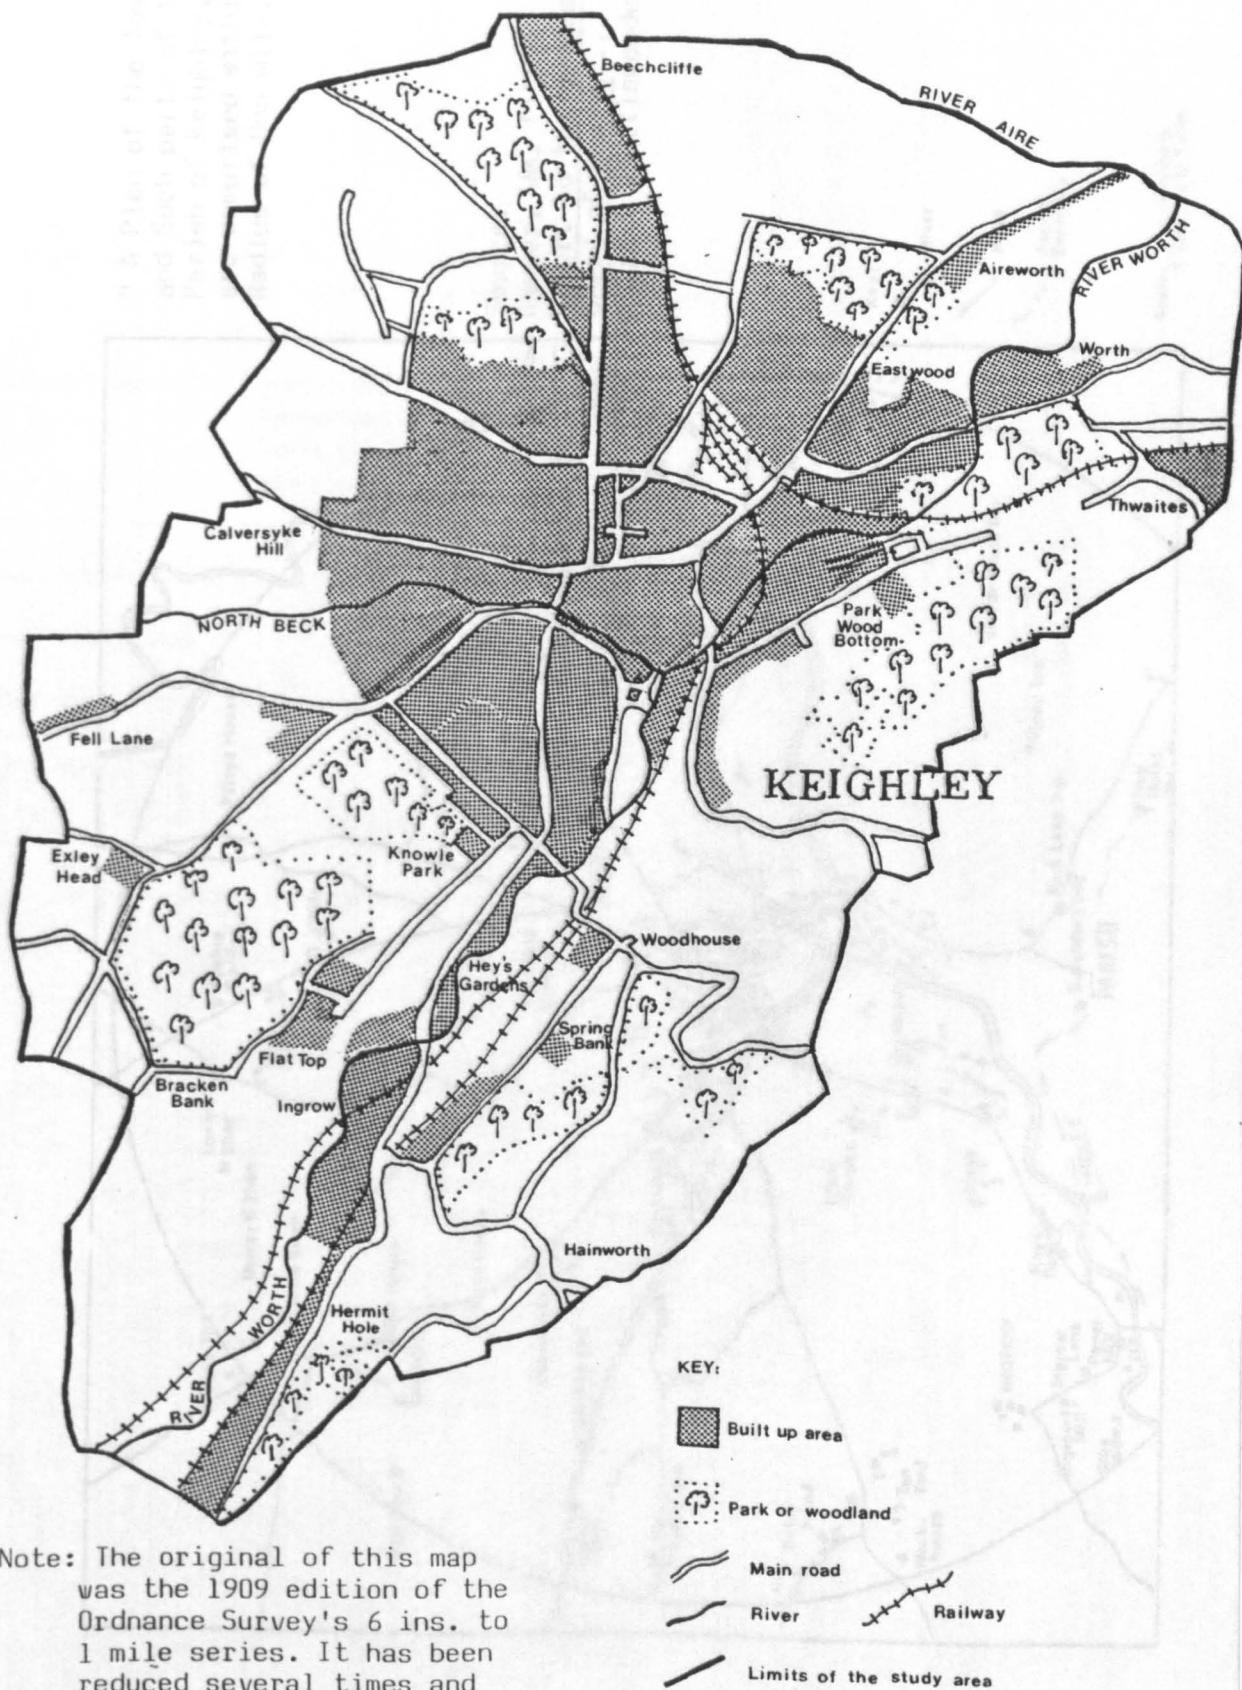 Beechcliffe
RIVER AIRE
Aireworth
RIVER WORTH
Worth
Eastwood
Thwaites
Calversyke
Hill
NORTH BECK
Park
Wood
Bottom
Fell Lane
KEIGHLEY
Exley
Head
Knowle
Park
Woodhouse
Hey's
Gardens
Spring
Bank
Flat Top
Bracken
Bank
Ingrow
Hainworth
RIVER WORTH
Hermit
Hole
KEY:
Built up area
Park or woodland
Main road
River
Railway
Limits of the study area
Note: The original of this map
was the 1909 edition of the
Ordnance Survey's 6 ins. to
1 mile series. It has been
reduced several times and